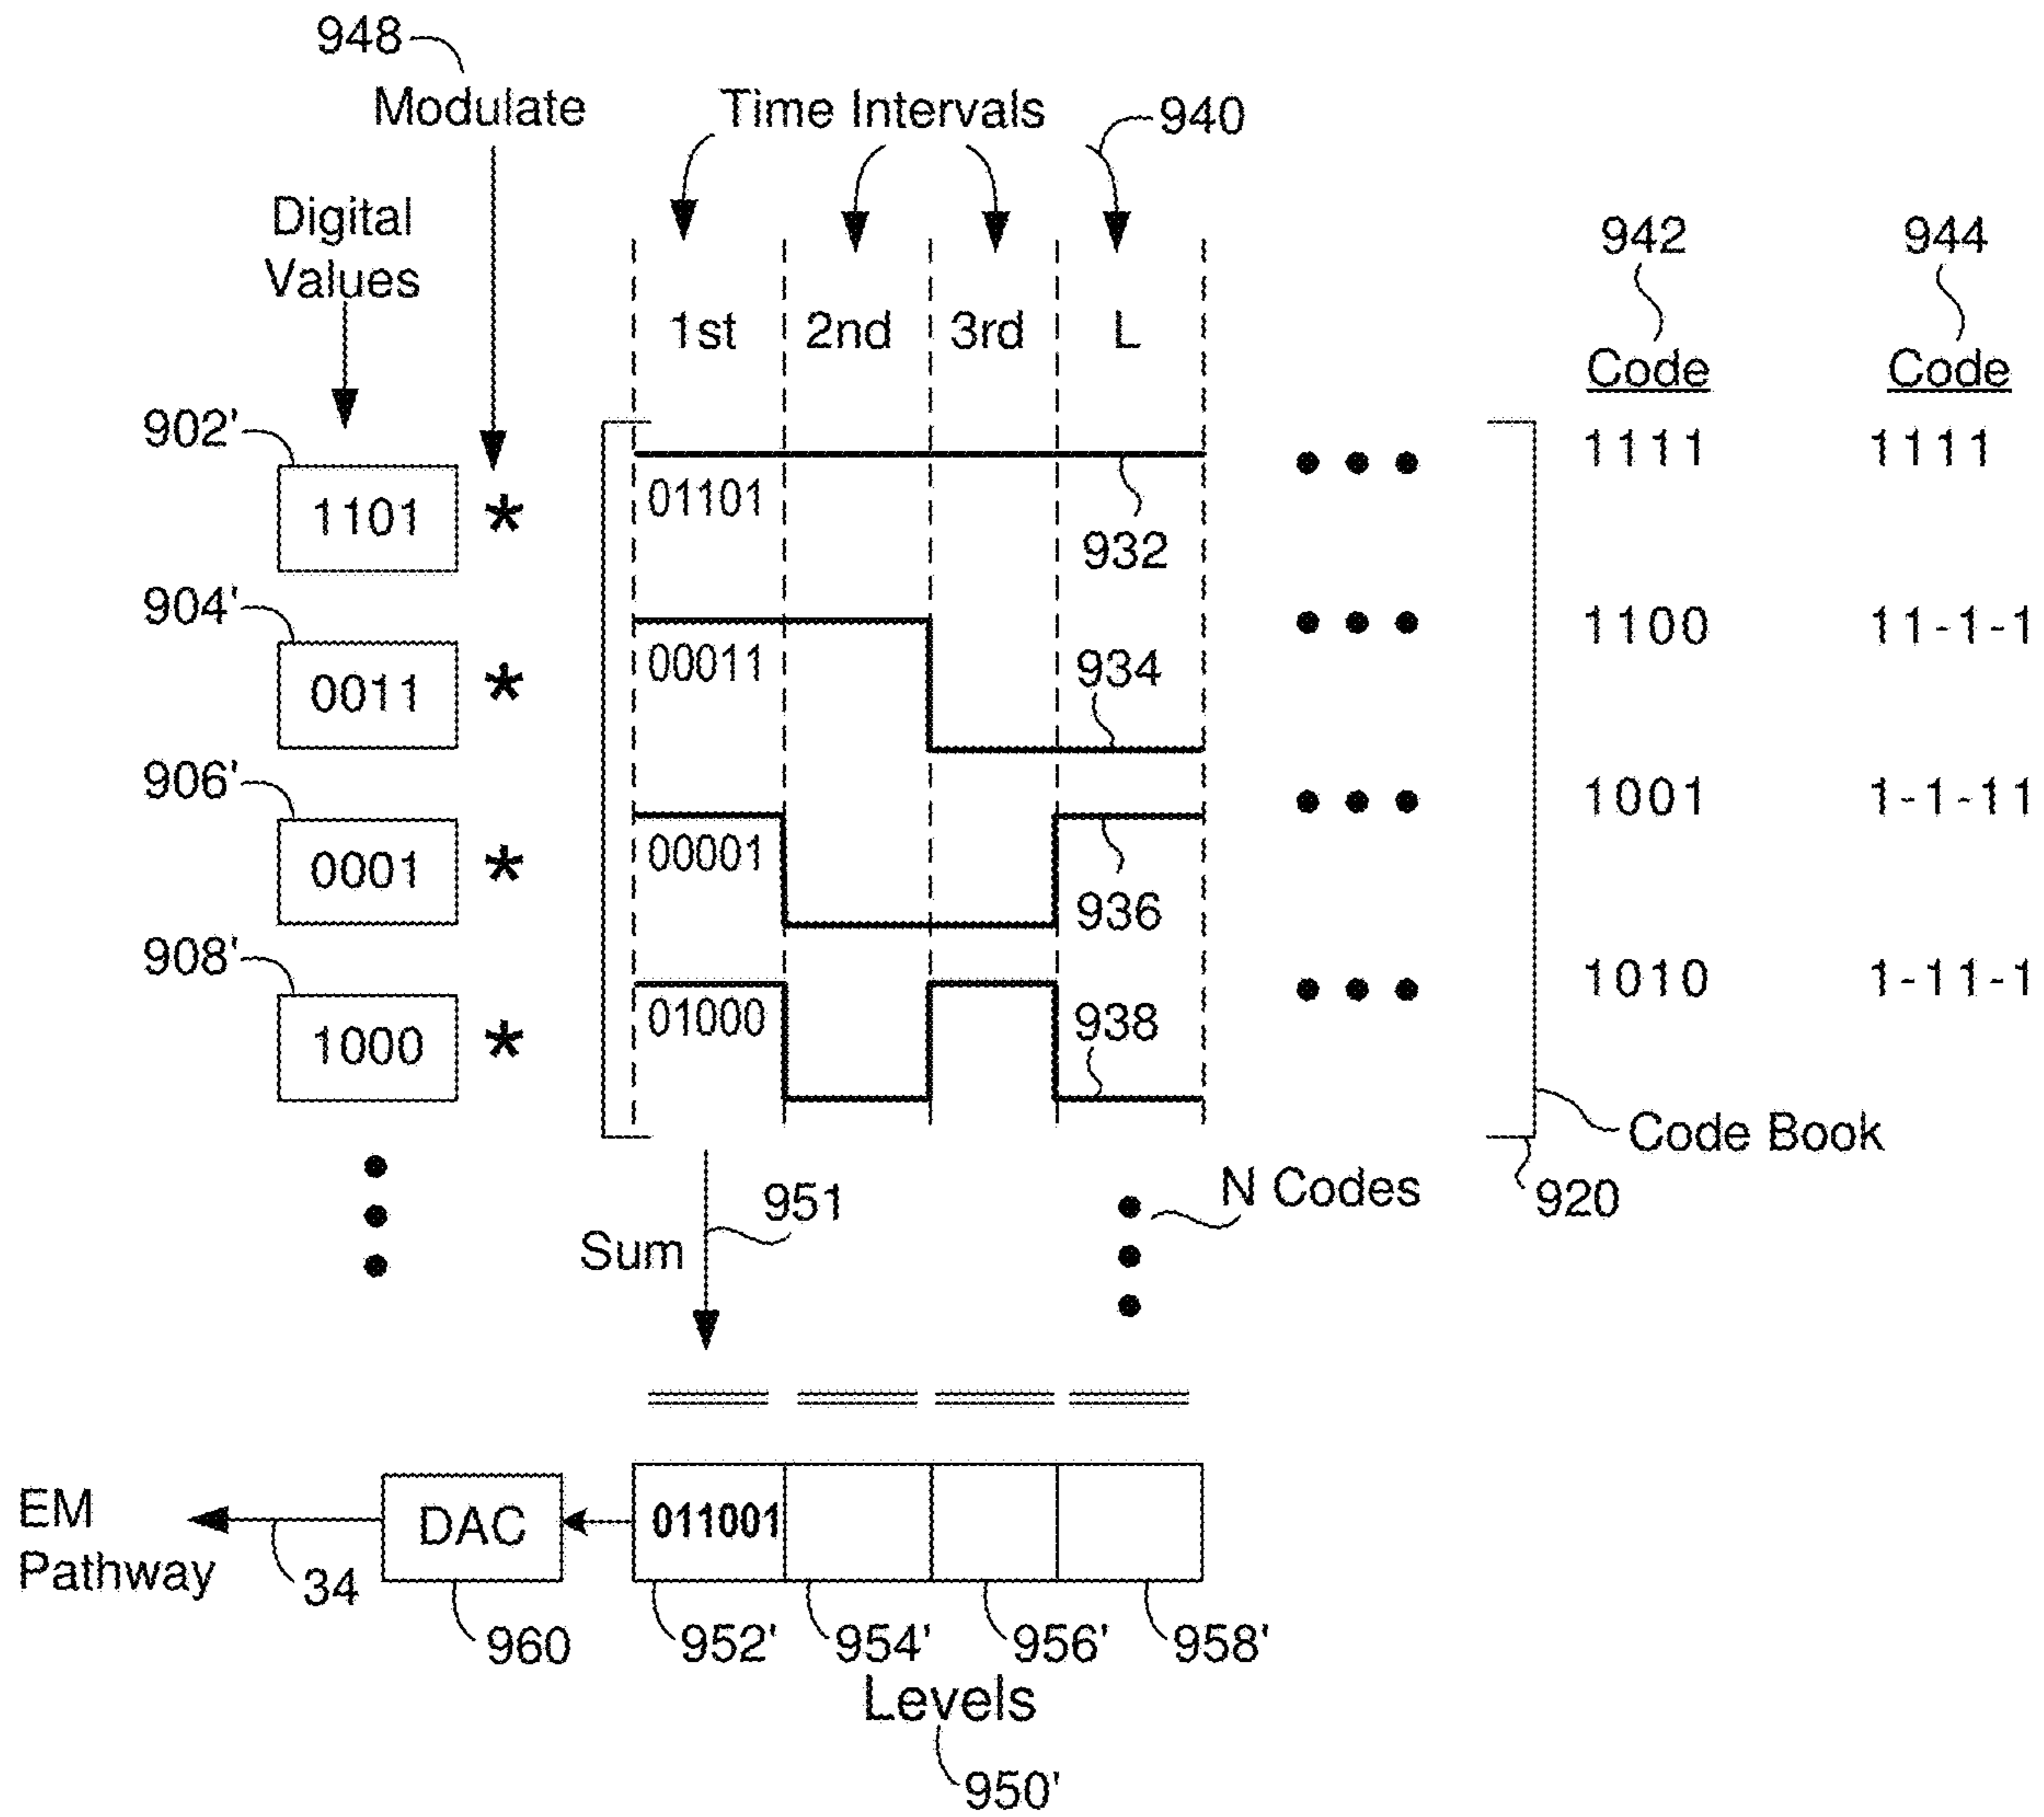 948
Modulate
Time Intervals
940
Digital
Values
942
944
1st 2nd 3rd L
Code
Code
902'
1111
1111
1101 *
01101
932
904'
1100
11-1-1
0011 *
00011
934
906'
1001
1-1-11
0001 *
00001
936
908'
1010
1-11-1
1000 *
01000
938
Code Book
951
N Codes
920
Sum
EM
Pathway
34
DAC
011001
960
952'
954'
956'
958'
Levels
950'